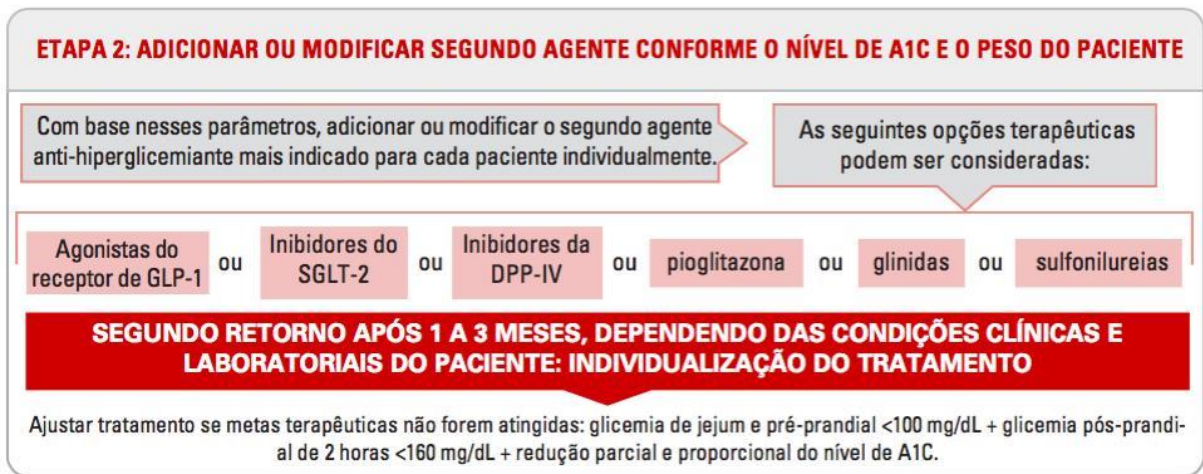 ETAPA 2: ADICIONAR OU MODIFICAR SEGUNDO AGENTE CONFORME O NÍVEL DE A1C E O PESO DO PACIENTE
Com base nesses parâmetros, adicionar ou modificar o segundo agente
anti-hiperglicemiante mais indicado para cada paciente individualmente.
As seguintes opções terapêuticas
podem ser consideradas:
Agonistas do
receptor de GLP-1
ou
Inibidores do
SGLT-2
ou
Inibidores da
DPP-IV
ou
pioglitazona
ou
glinidas
ou
sulfonilureias
SEGUNDO RETORNO APÓS 1 A 3 MESES, DEPENDENDO DAS CONDIÇÕES CLÍNICAS E
LABORATORIAIS DO PACIENTE: INDIVIDUALIZAÇÃO DO TRATAMENTO
Ajustar tratamento se metas terapêuticas não forem atingidas: glicemia de jejum e pré-prandial <100 mg/dL + glicemia pós-prandi-
al de 2 horas <160 mg/dL + redução parcial e proporcional do nível de A1C.